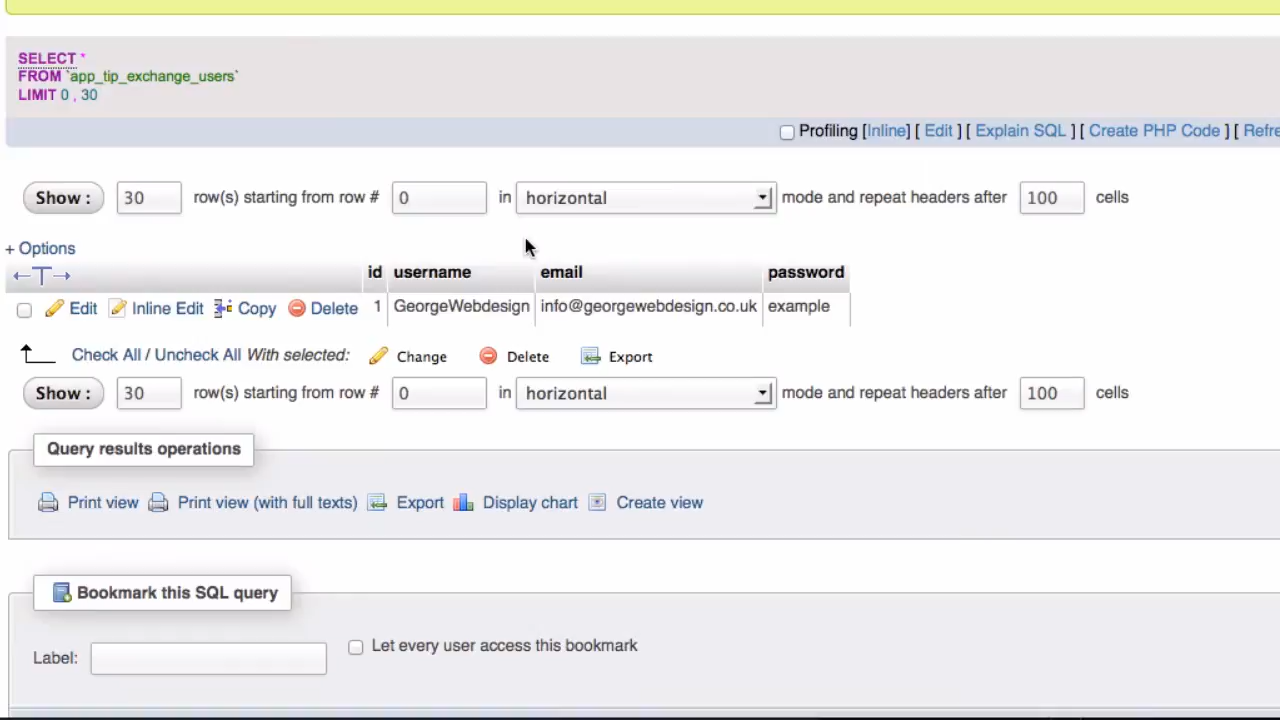 SELECT *
FROM `app_tip_exchange_users`
LIMIT 0 , 30
Profiling [Inline] [ Edit ] [ Explain SQL ] [ Create PHP Code ] [ Refre
Show : 30 row(s) starting from row # 0 in horizontal mode and repeat headers after 100 cells
+ Options
←T→ id username email password
Edit Inline Edit Copy Delete 1 GeorgeWebdesign info@georgewebdesign.co.uk example
Check All / Uncheck All With selected: Change Delete Export
Show : 30 row(s) starting from row # 0 in horizontal mode and repeat headers after 100 cells
Query results operations
Print view Print view (with full texts) Export Display chart Create view
Bookmark this SQL query
Label: Let every user access this bookmark